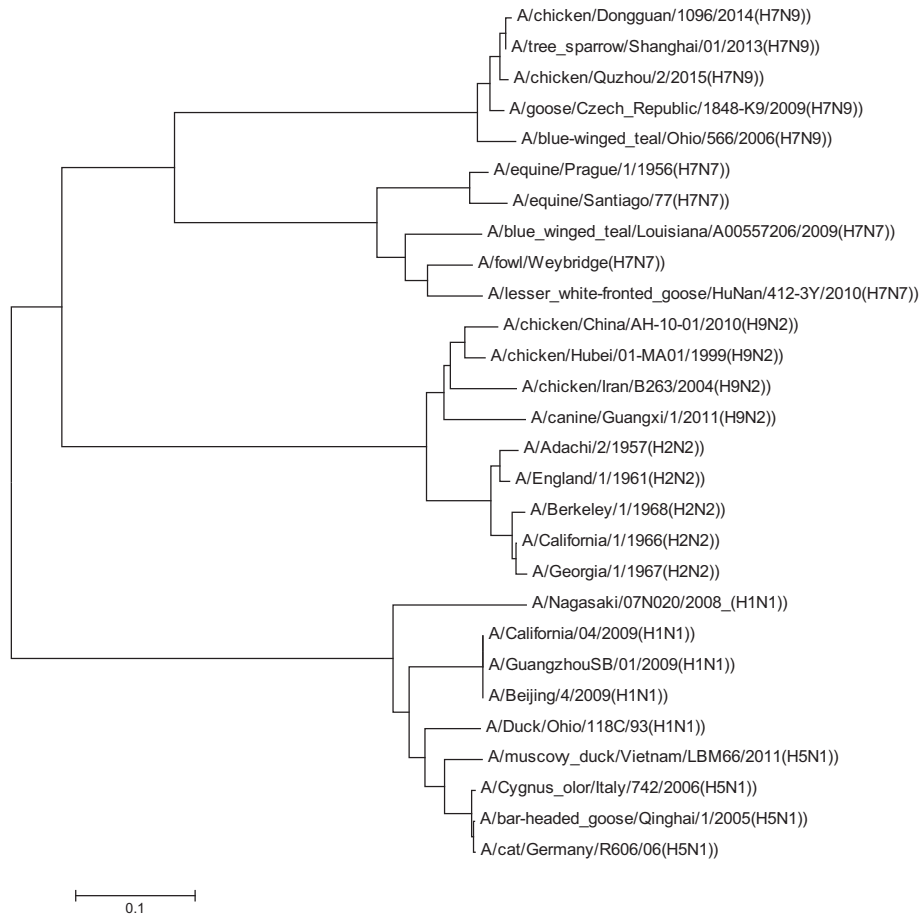 A/chicken/Dongguan/1096/2014(H7N9))
A/tree_sparrow/Shanghai/01/2013(H7N9))
A/chicken/Quzhou/2/2015(H7N9))
A/goose/Czech_Republic/1848-K9/2009(H7N9))
A/blue-winged_teal/Ohio/566/2006(H7N9))
A/equine/Prague/1/1956(H7N7))
A/equine/Santiago/77(H7N7))
A/blue_winged_teal/Louisiana/A00557206/2009(H7N7))
A/fowl/Weybridge(H7N7))
A/lesser_white-fronted_goose/HuNan/412-3Y/2010(H7N7))
A/chicken/China/AH-10-01/2010(H9N2))
A/chicken/Hubei/01-MA01/1999(H9N2))
A/chicken/Iran/B263/2004(H9N2))
A/canine/Guangxi/1/2011(H9N2))
A/Adachi/2/1957(H2N2))
A/England/1/1961(H2N2))
A/Berkeley/1/1968(H2N2))
A/California/1/1966(H2N2))
A/Georgia/1/1967(H2N2))
A/Nagasaki/07N020/2008_(H1N1))
A/California/04/2009(H1N1))
A/GuangzhouSB/01/2009(H1N1))
A/Beijing/4/2009(H1N1))
A/Duck/Ohio/118C/93(H1N1))
A/muscovy_duck/Vietnam/LBM66/2011(H5N1))
A/Cygnus_olor/Italy/742/2006(H5N1))
A/bar-headed_goose/Qinghai/1/2005(H5N1))
A/cat/Germany/R606/06(H5N1))
0.1